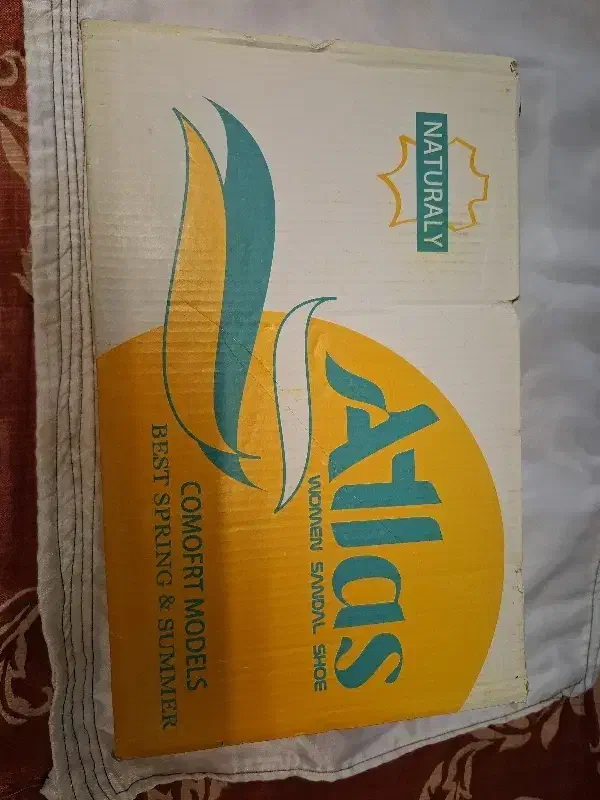 NATURALY
Atlas
WOMEN SANDAL SHOE
COMOFRT MODELS
BEST SPRING & SUMMER